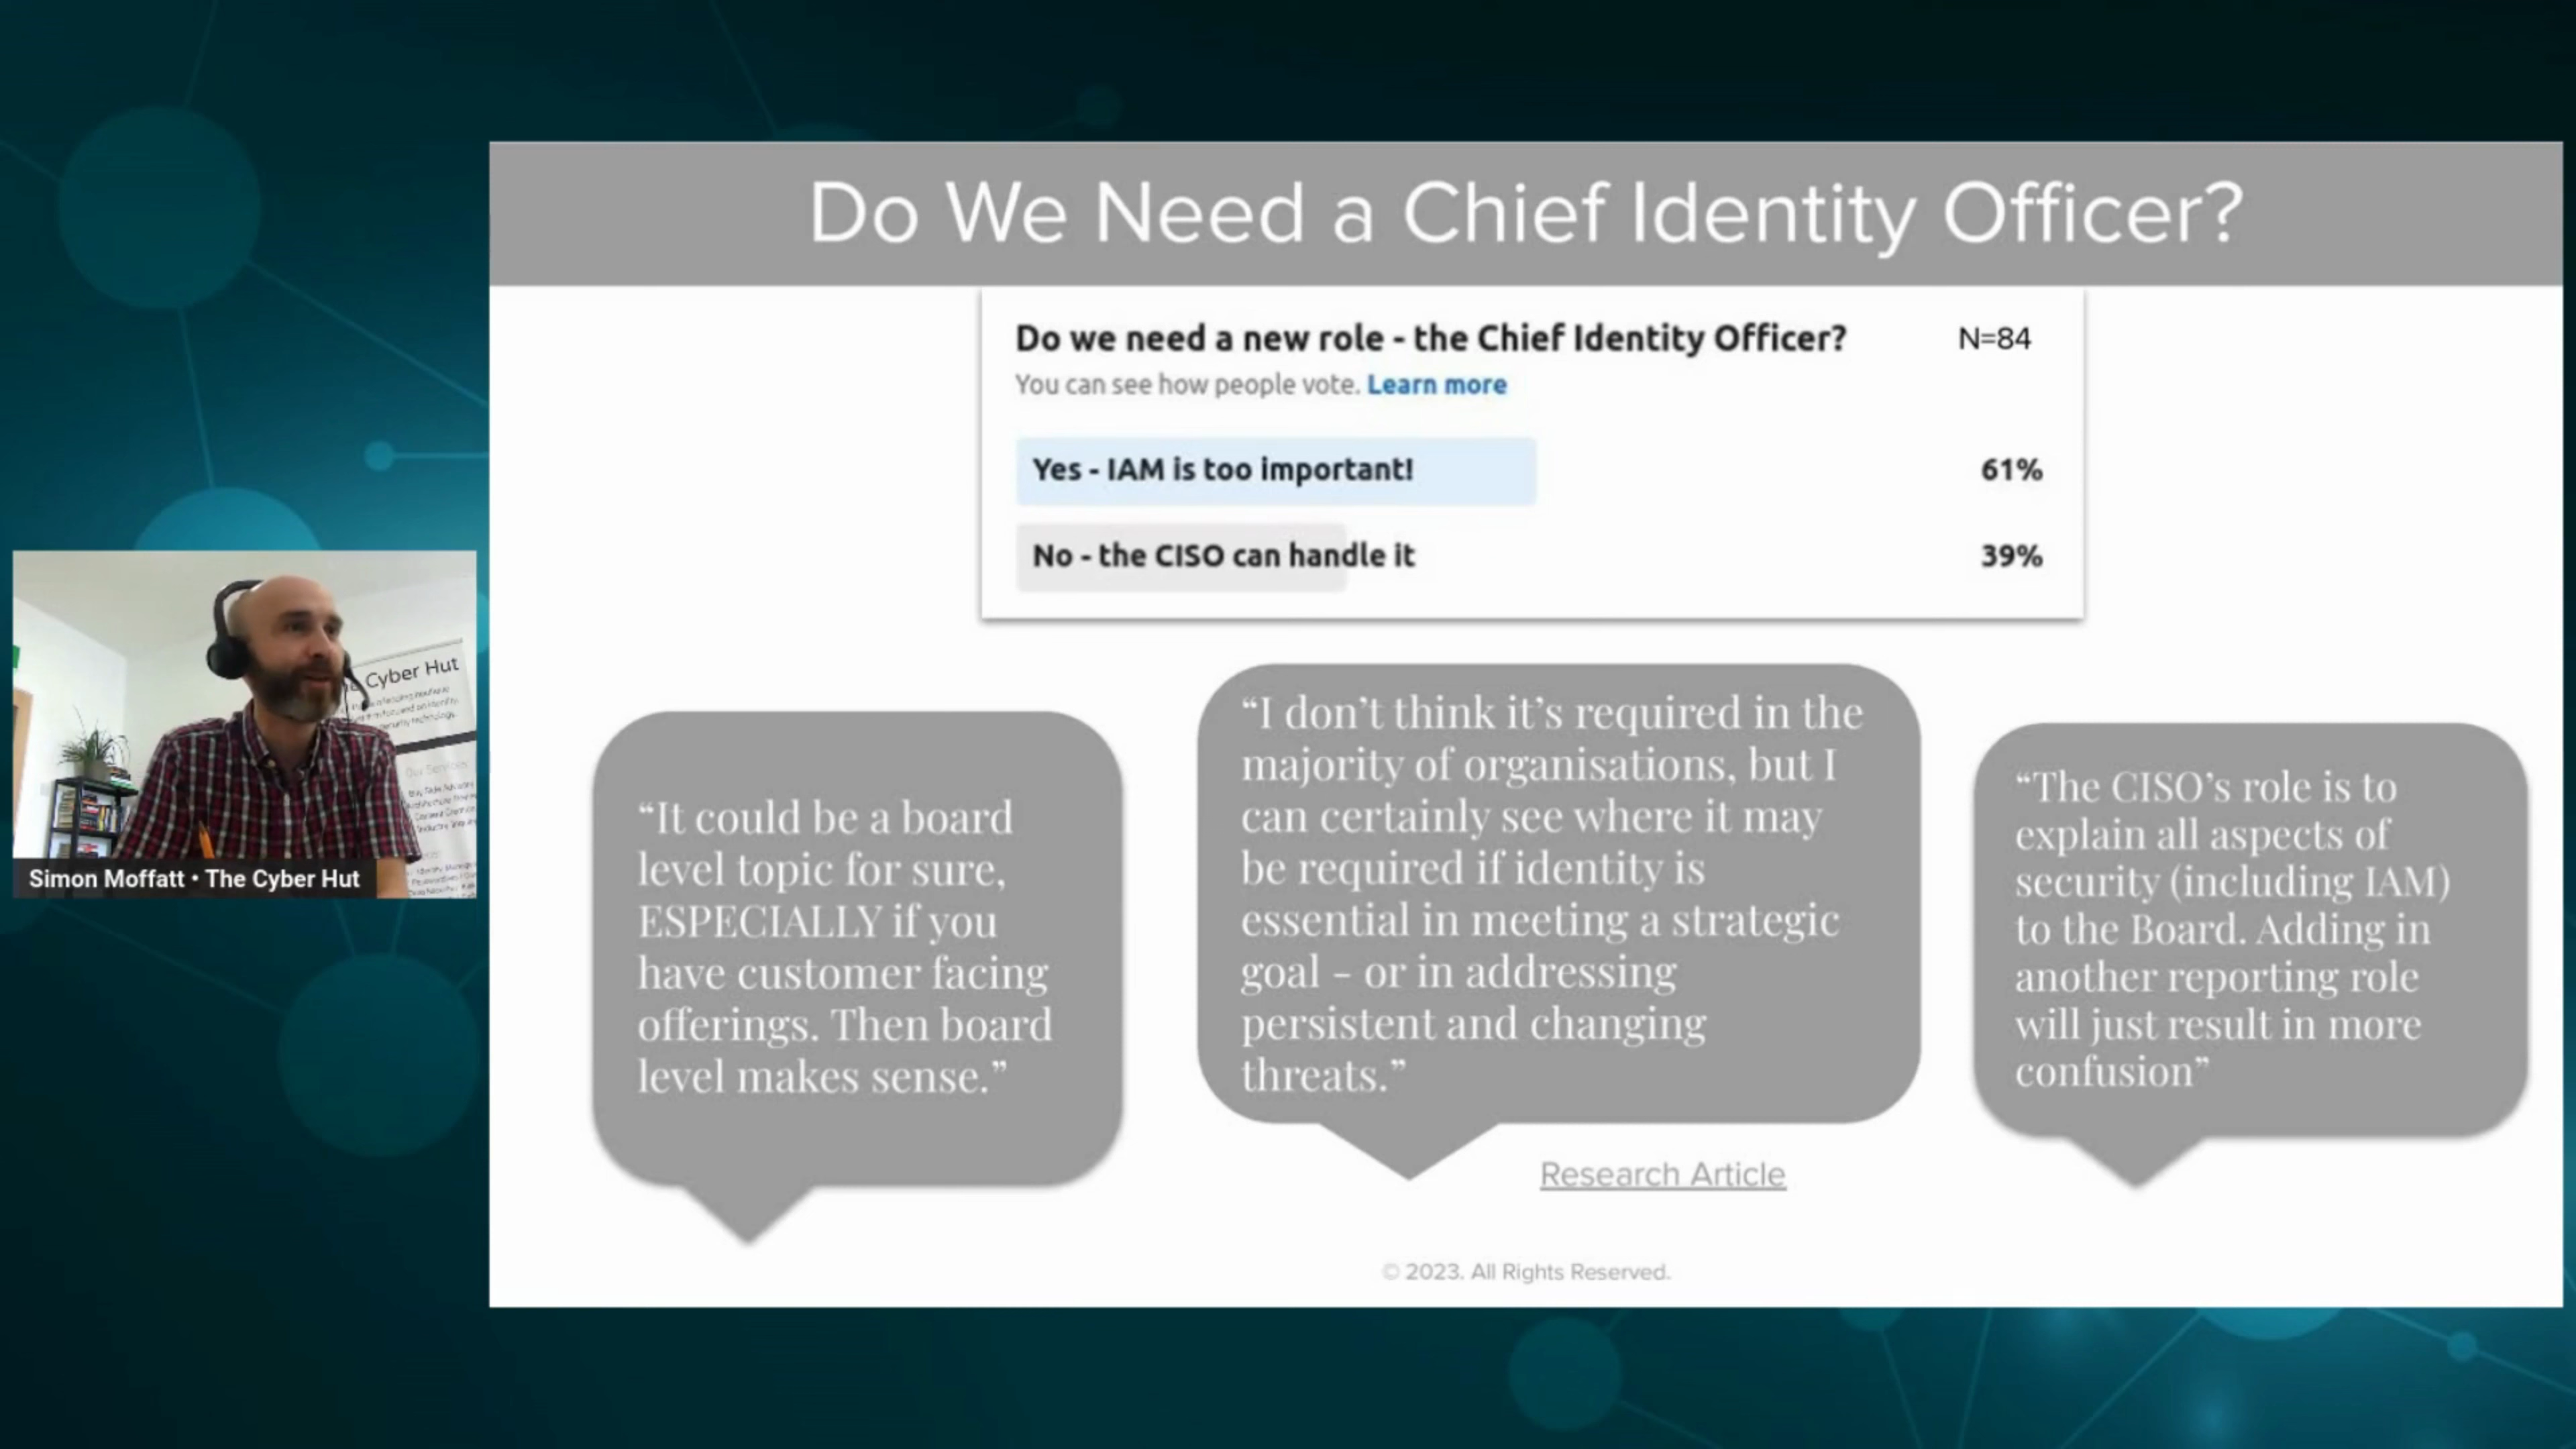 Do We Need a Chief Identity Officer?
Do we need a new role - the Chief Identity Officer? N=84
You can see how people vote. Learn more
Yes - IAM is too important! 61%
No - the CISO can handle it 39%
“It could be a board
level topic for sure,
ESPECIALLY if you
have customer facing
offerings. Then board
level makes sense.”
“I don’t think it’s required in the
majority of organisations, but I
can certainly see where it may
be required if identity is
essential in meeting a strategic
goal - or in addressing
persistent and changing
threats.”
“The CISO’s role is to
explain all aspects of
security (including IAM)
to the Board. Adding in
another reporting role
will just result in more
confusion”
Research Article
© 2023. All Rights Reserved.
Cyber Hut
Our Services
Simon Moffatt • The Cyber Hut